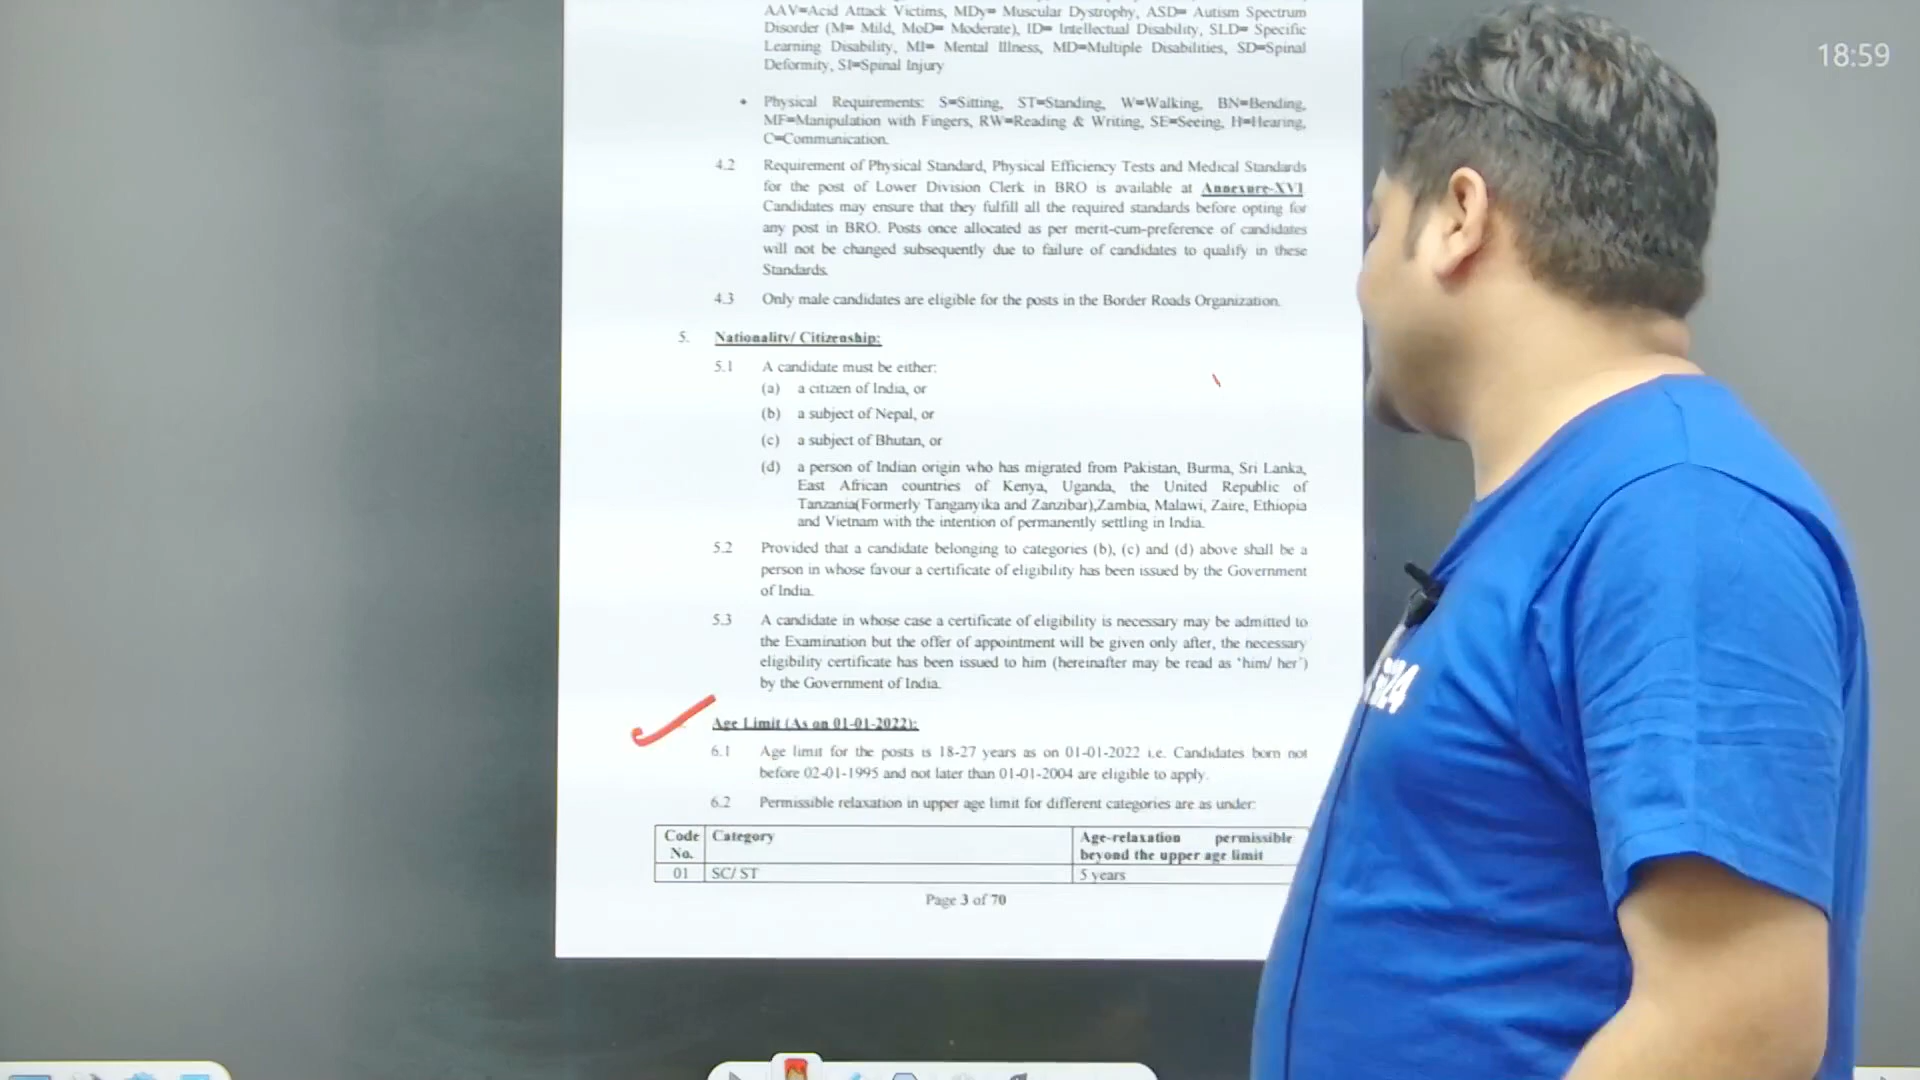 AAV=Acid Attack Victims, MDy= Muscular Dystrophy, ASD= Autism Spectrum
Disorder (M= Mild, MoD= Moderate), ID= Intellectual Disability, SLD= Specific
Learning Disability, MI= Mental Illness, MD=Multiple Disabilities, SD=Spinal
Deformity, SI=Spinal Injury
18:59
• Physical Requirements: S=Sitting, ST=Standing, W=Walking, BN=Bending,
MF=Manipulation with Fingers, RW=Reading & Writing, SE=Seeing, H=Hearing,
C=Communication.
4.2 Requirement of Physical Standard, Physical Efficiency Tests and Medical Standards
for the post of Lower Division Clerk in BRO is available at Annexure-XVI.
Candidates may ensure that they fulfill all the required standards before opting for
any post in BRO. Posts once allocated as per merit-cum-preference of candidates
will not be changed subsequently due to failure of candidates to qualify in these
Standards.
4.3 Only male candidates are eligible for the posts in the Border Roads Organization.
5. Nationality/ Citizenship:
5.1 A candidate must be either:
(a) a citizen of India, or
(b) a subject of Nepal, or
(c) a subject of Bhutan, or
(d) a person of Indian origin who has migrated from Pakistan, Burma, Sri Lanka,
East African countries of Kenya, Uganda, the United Republic of
Tanzania(Formerly Tanganyika and Zanzibar),Zambia, Malawi, Zaire, Ethiopia
and Vietnam with the intention of permanently settling in India.
5.2 Provided that a candidate belonging to categories (b), (c) and (d) above shall be a
person in whose favour a certificate of eligibility has been issued by the Government
of India.
5.3 A candidate in whose case a certificate of eligibility is necessary may be admitted to
the Examination but the offer of appointment will be given only after, the necessary
eligibility certificate has been issued to him (hereinafter may be read as 'him/ her')
by the Government of India.
Age Limit (As on 01-01-2022):
6.1 Age limit for the posts is 18-27 years as on 01-01-2022 i.e. Candidates born not
before 02-01-1995 and not later than 01-01-2004 are eligible to apply.
6.2 Permissible relaxation in upper age limit for different categories are as under:
Code No. Category Age-relaxation permissible beyond the upper age limit
01 SC/ ST 5 years
Page 3 of 70